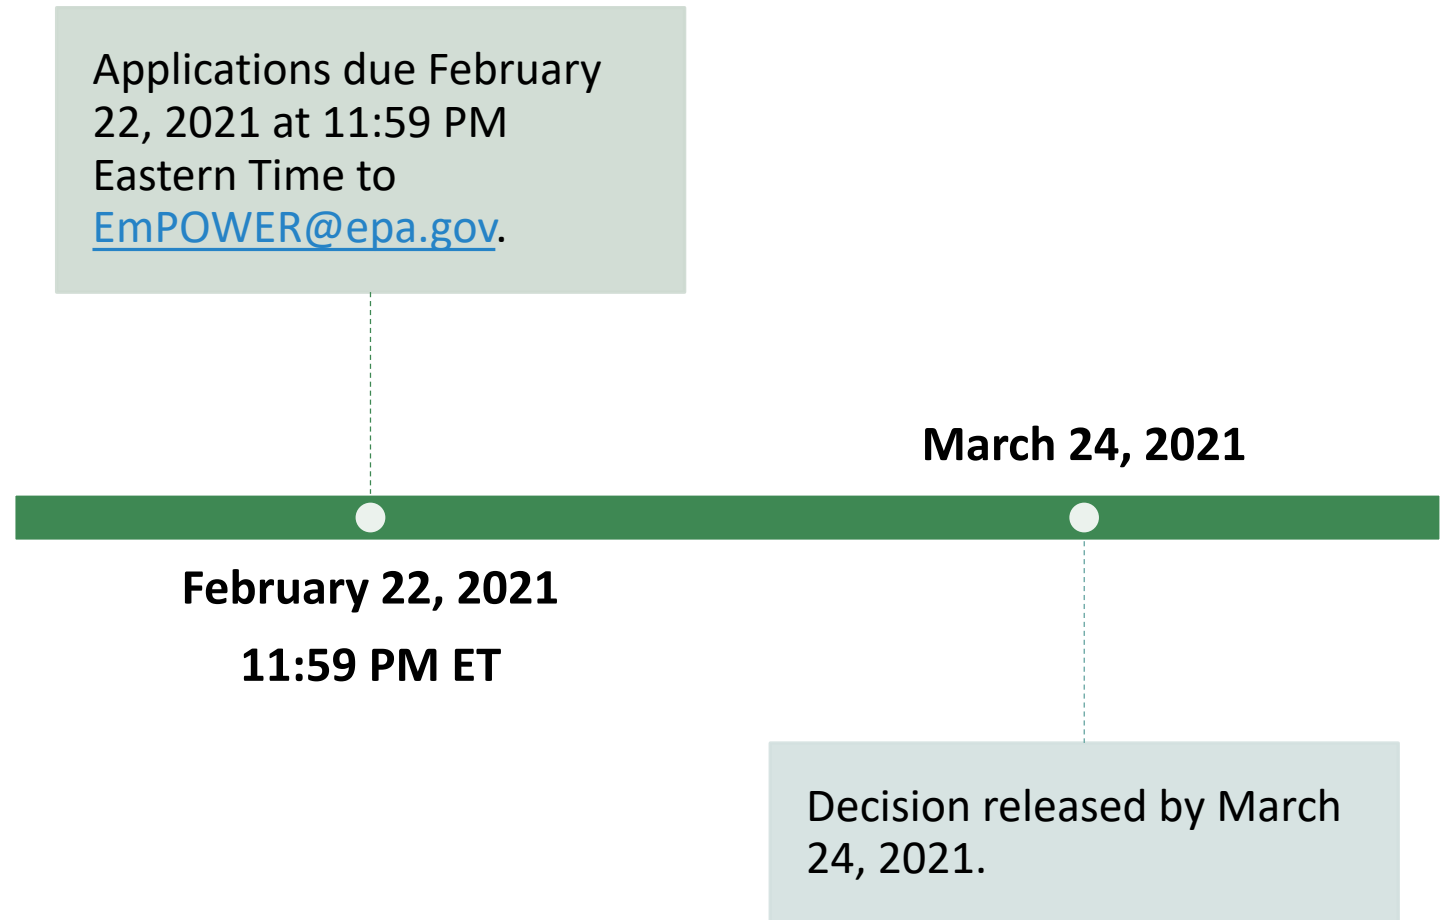 Applications due February
22, 2021 at 11:59 PM
Eastern Time to
EmPOWER@epa.gov.
March 24, 2021
February 22, 2021
11:59 PM ET
Decision released by March
24, 2021.